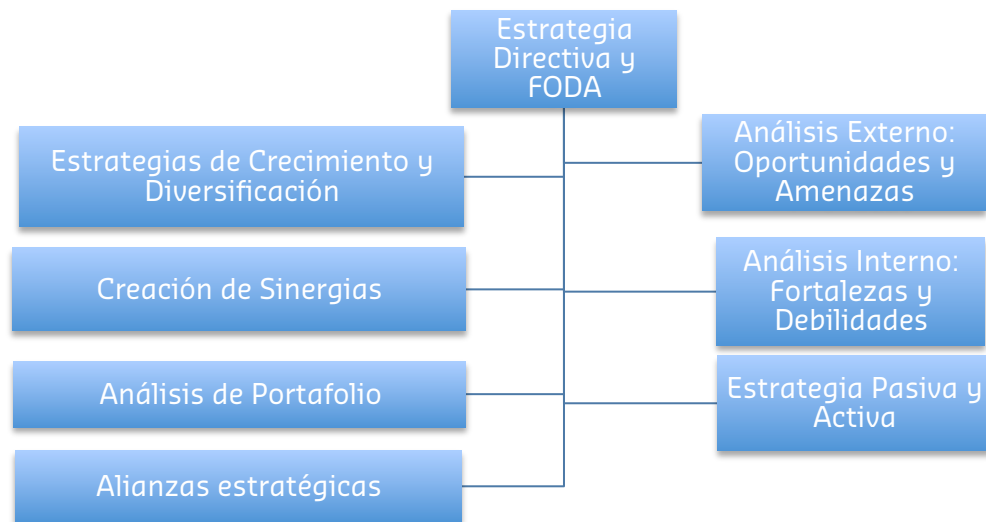 Estrategia
Directiva y
FODA
Estrategias de Crecimiento y
Diversificación
Creación de Sinergias
Análisis de Portafolio
Alianzas estratégicas
Análisis Externo:
Oportunidades y
Amenazas
Análisis Interno:
Fortalezas y
Debilidades
Estrategia Pasiva y
Activa